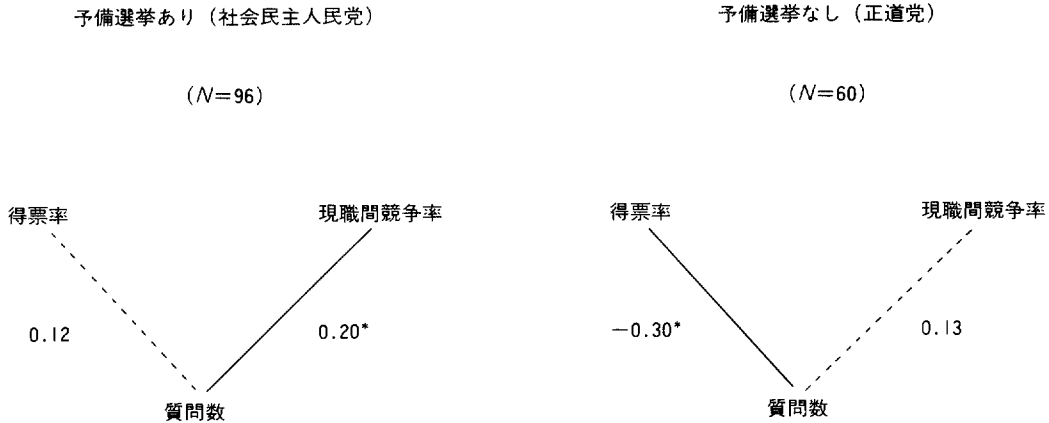 予備選挙あり（社会民主人民党）
（N＝96）
得票率
現職間競争率
0.12
0.20*
質問数
予備選挙なし（正道党）
（N＝60）
得票率
現職間競争率
－0.30*
0.13
質問数